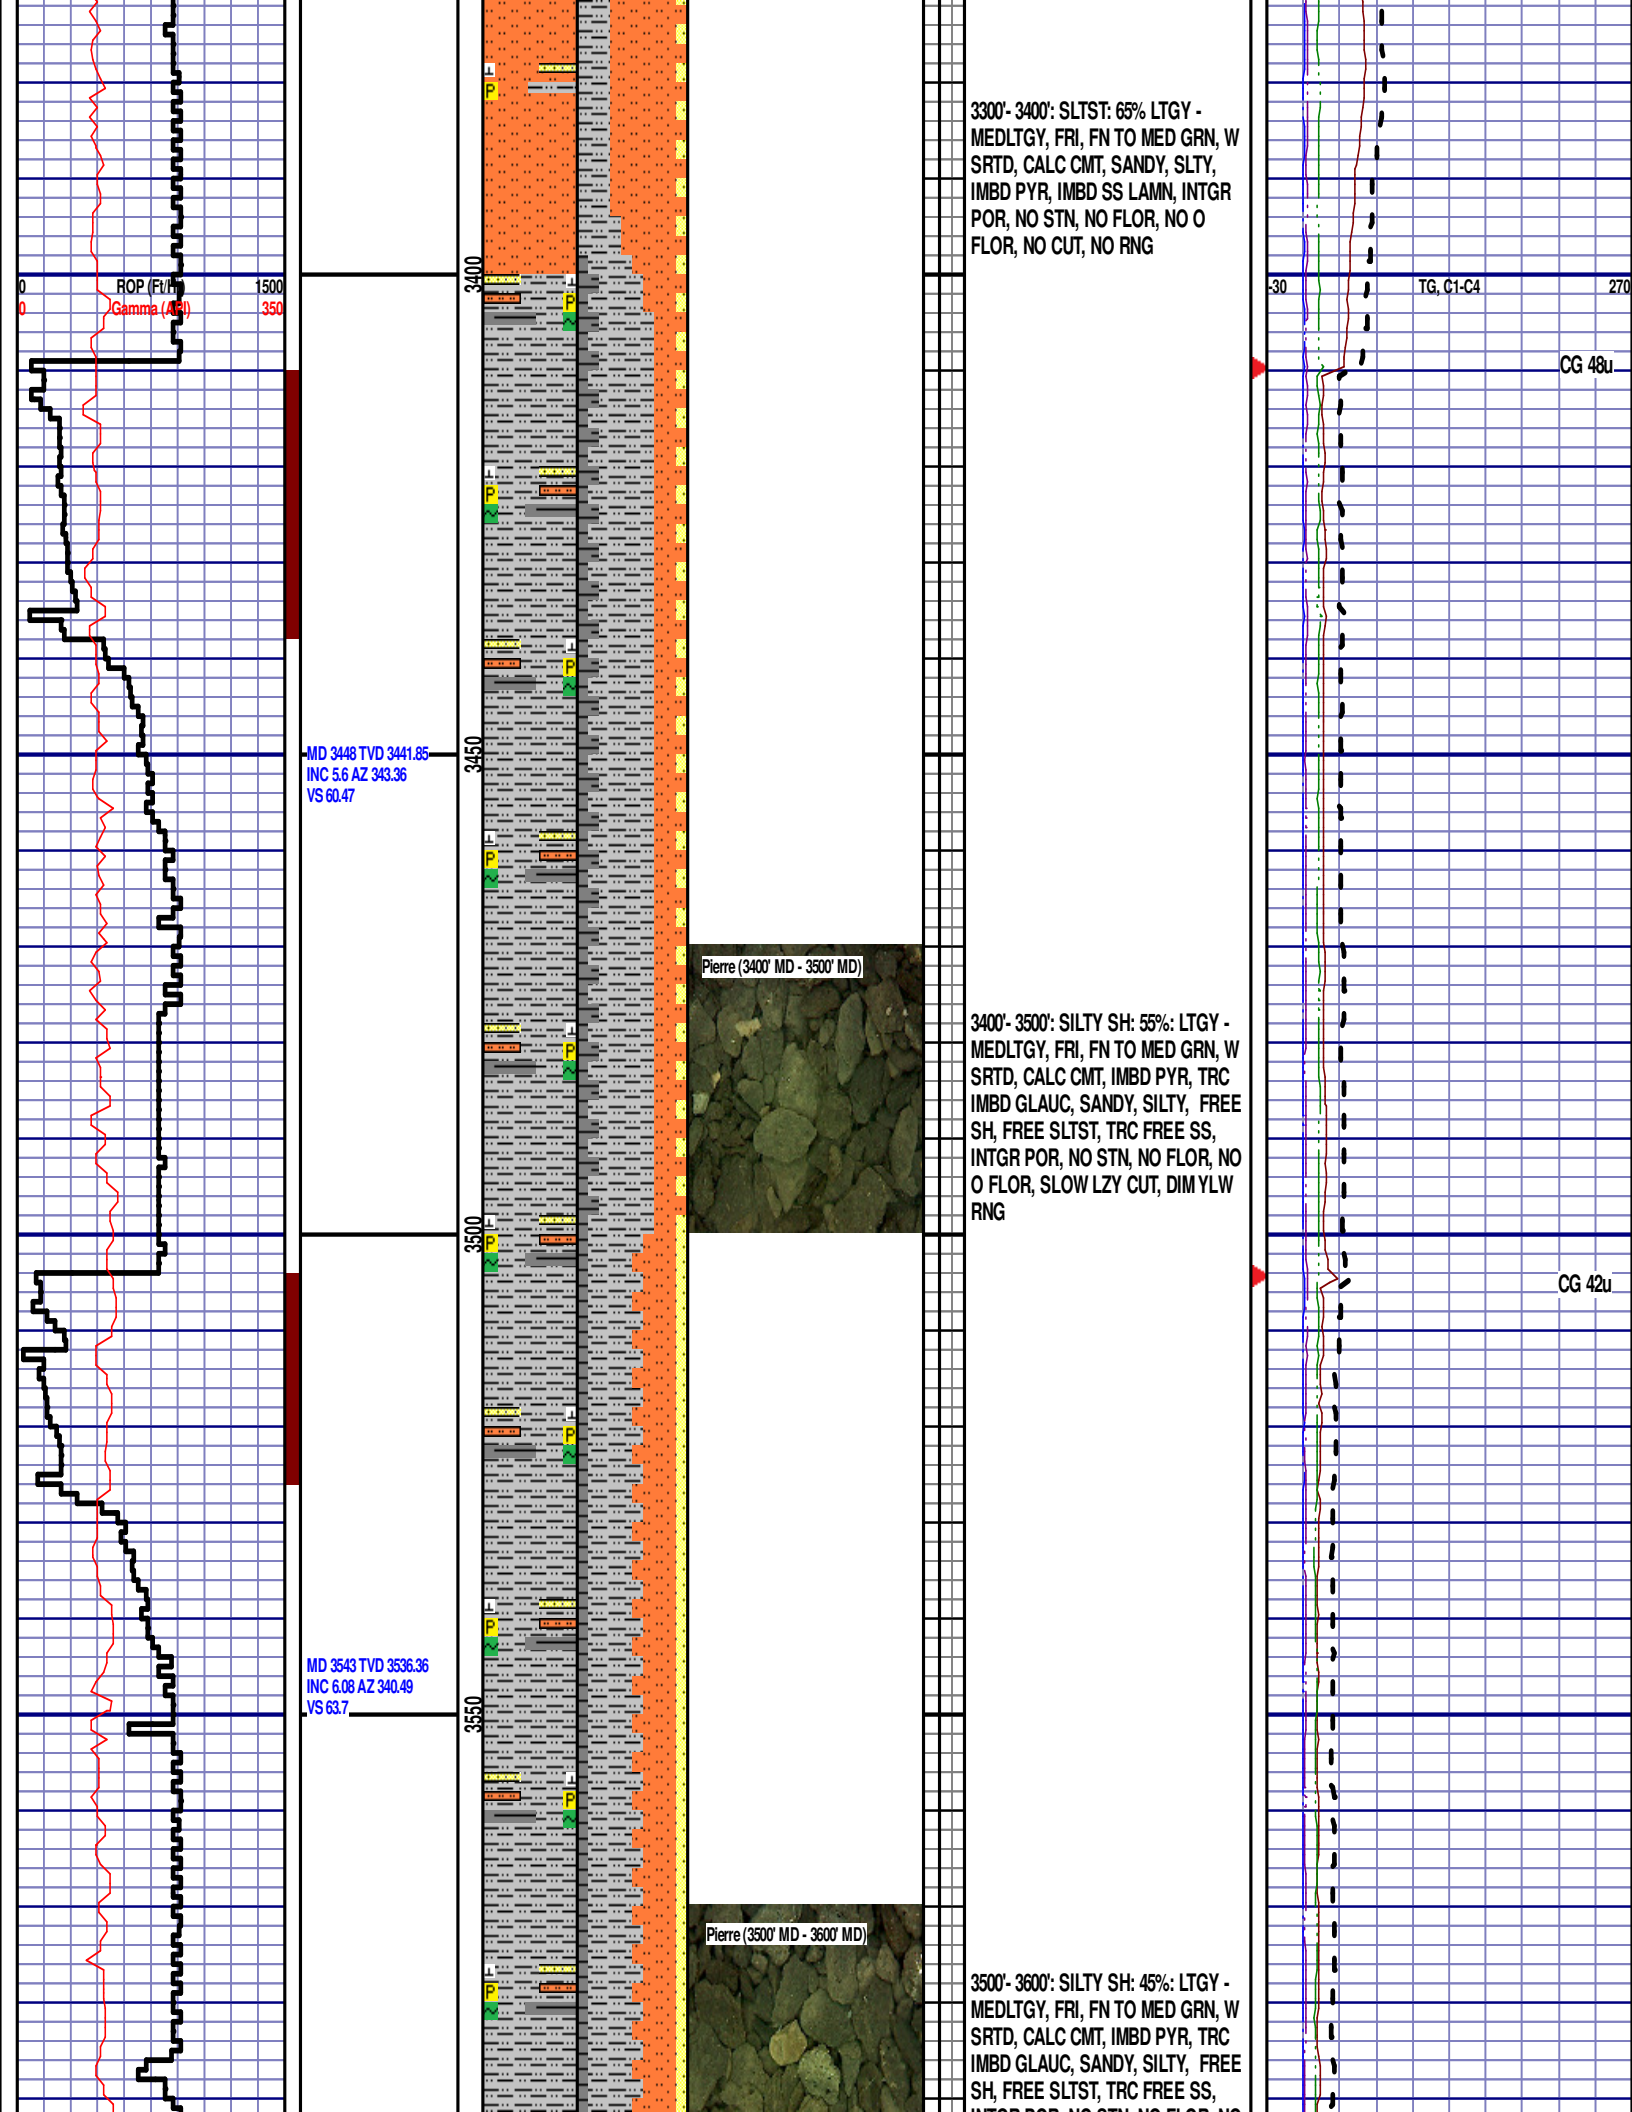 3300'- 3400': SLTST: 65% LTGY -
MEDLTGY, FRI, FN TO MED GRN, W
SRTD, CALC CMT, SANDY, SLTY,
IMBD PYR, IMBD SS LAMN, INTGR
POR, NO STN, NO FLOR, NO O
FLOR, NO CUT, NO RNG
3400
0 ROP (Ft/Hr) 1500
0 Gamma (API) 350
-30 TG, C1-C4 270
CG 48u
MD 3448 TVD 3441.85
INC 5.6 AZ 343.36
VS 60.47
3450
Pierre (3400' MD - 3500' MD)
3400'- 3500': SILTY SH: 55%: LTGY -
MEDLTGY, FRI, FN TO MED GRN, W
SRTD, CALC CMT, IMBD PYR, TRC
IMBD GLAUC, SANDY, SILTY, FREE
SH, FREE SLTST, TRC FREE SS,
INTGR POR, NO STN, NO FLOR, NO
O FLOR, SLOW LZY CUT, DIM YLW
RNG
3500
CG 42u
MD 3543 TVD 3536.36
INC 6.08 AZ 340.49
VS 63.7
3550
Pierre (3500' MD - 3600' MD)
3500'- 3600': SILTY SH: 45%: LTGY -
MEDLTGY, FRI, FN TO MED GRN, W
SRTD, CALC CMT, IMBD PYR, TRC
IMBD GLAUC, SANDY, SILTY, FREE
SH, FREE SLTST, TRC FREE SS,
INTGR POR, NO STN, NO FLOR, NO